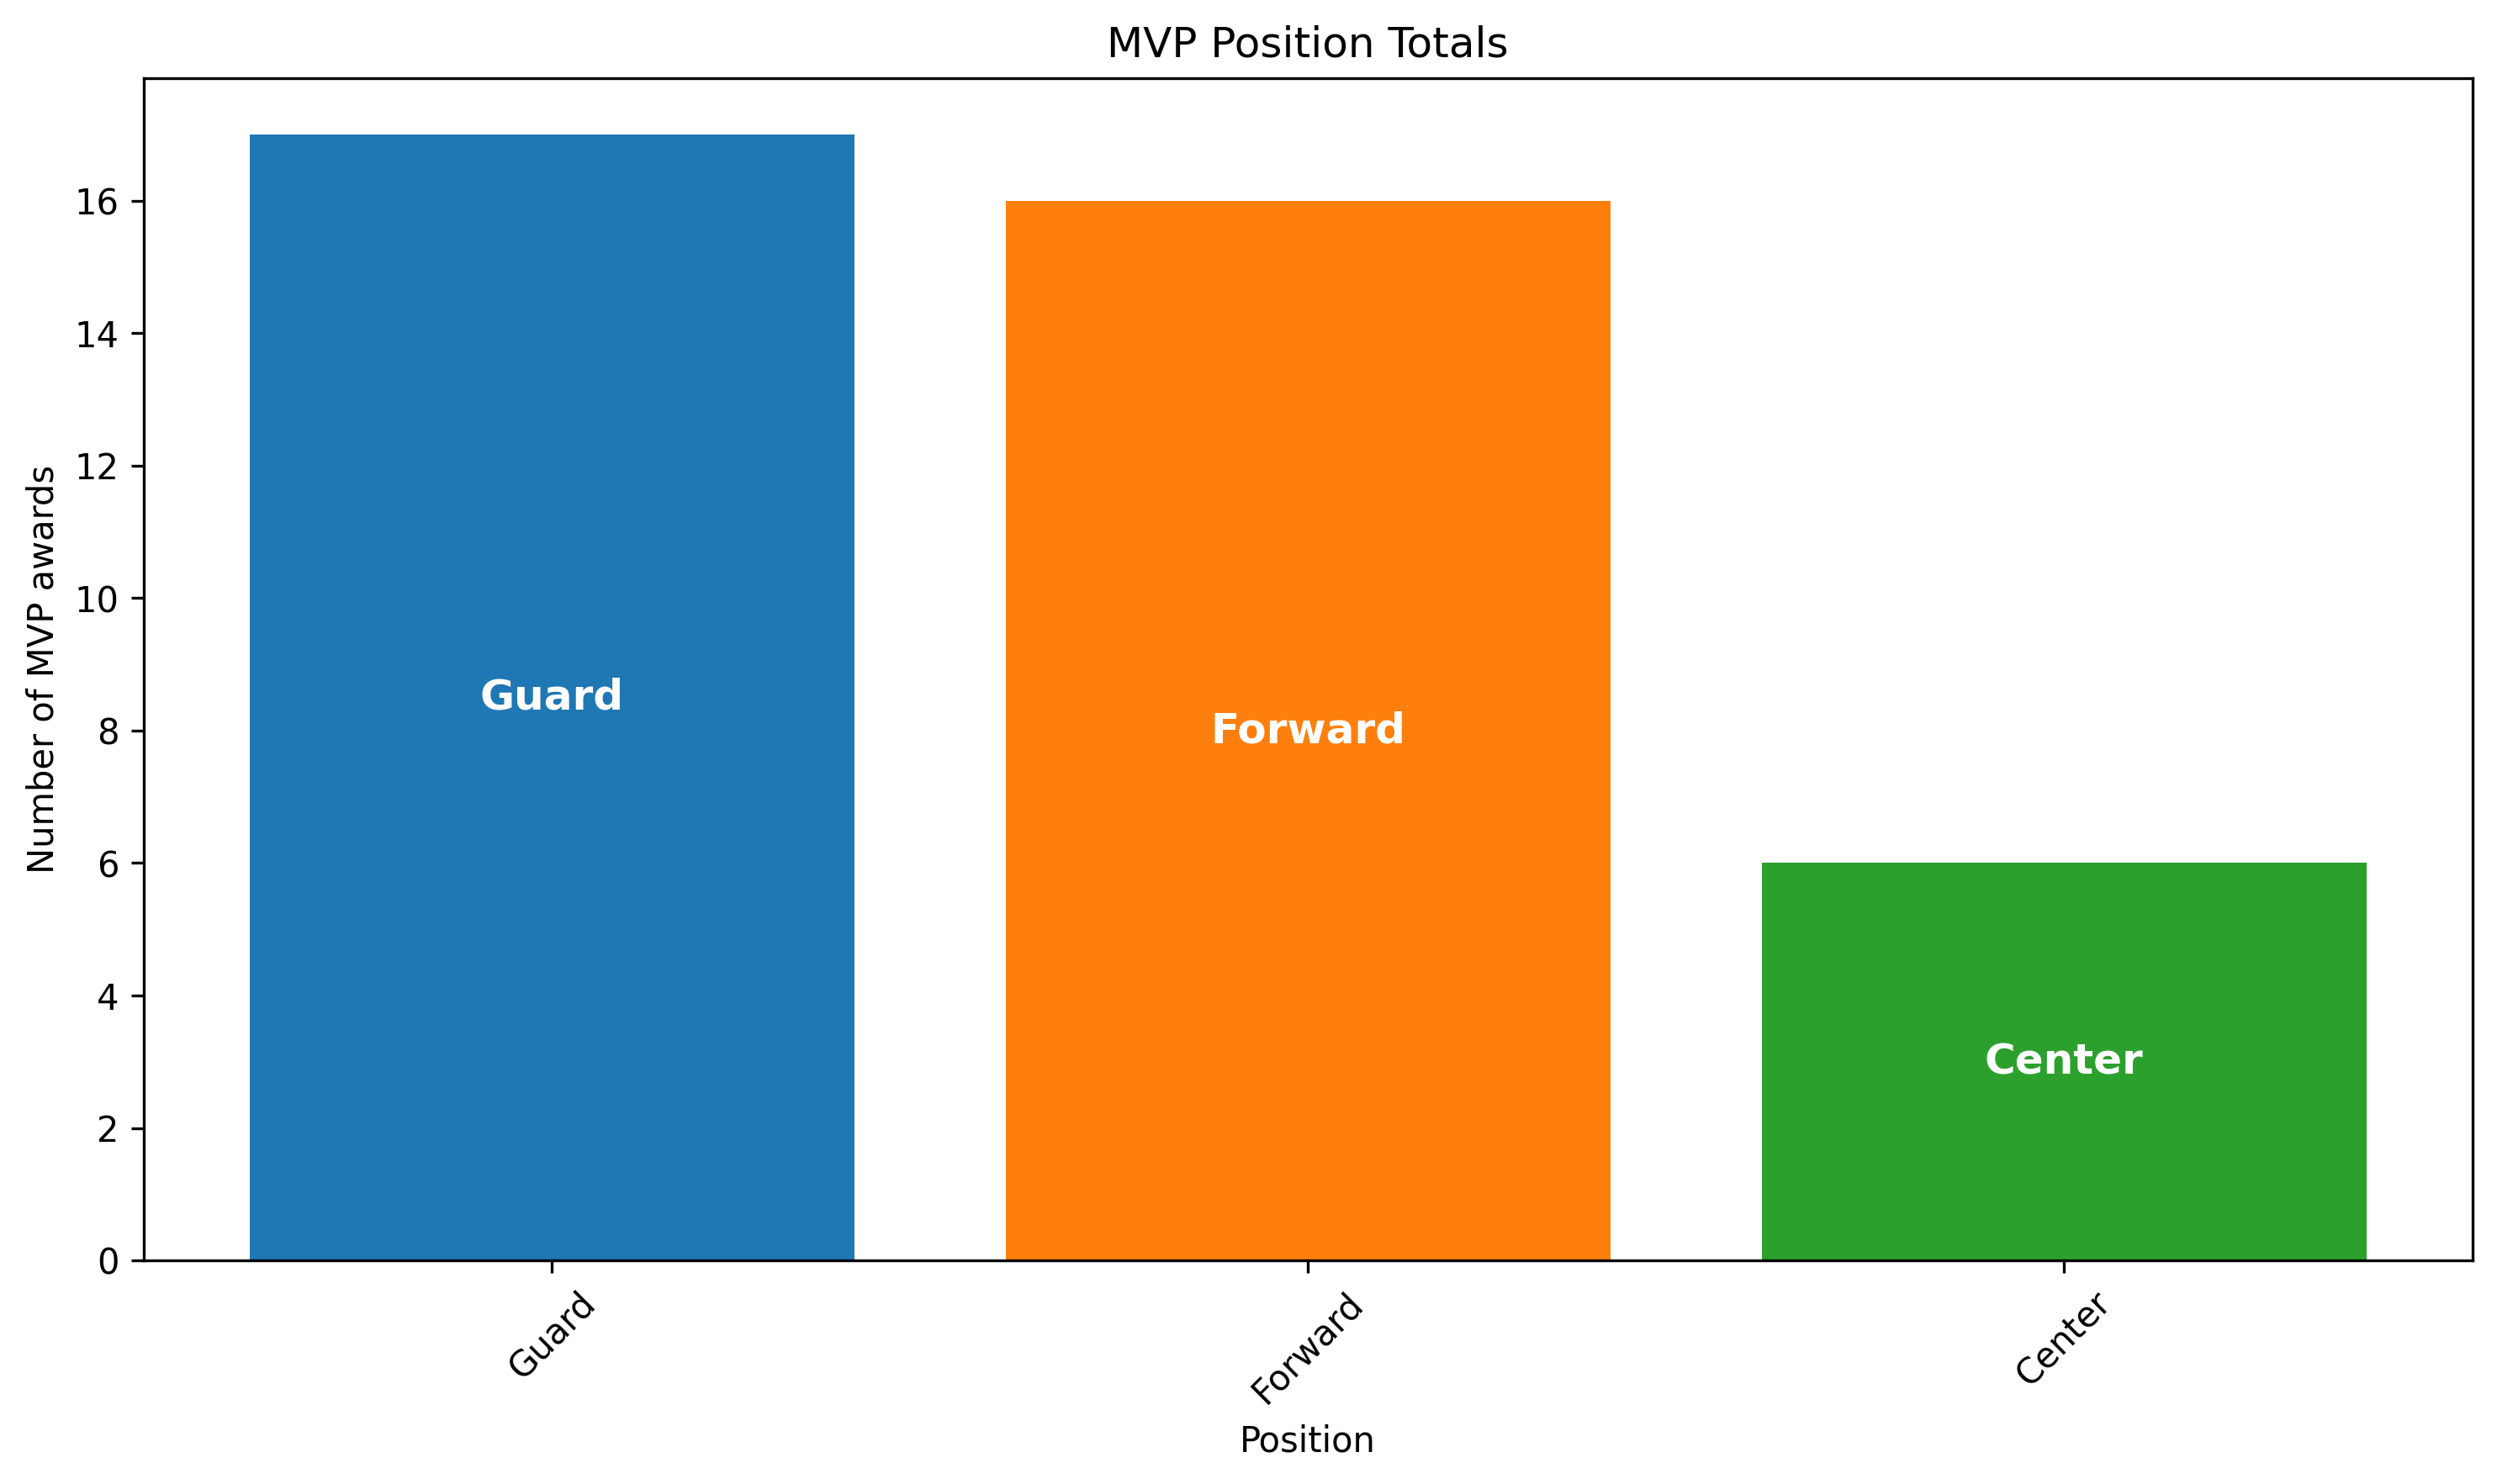 MVP Position Totals
Number of MVP awards
16
14
12
10
8
6
4
2
0
Guard
Forward
Center
Guard
Forward
Center
Position